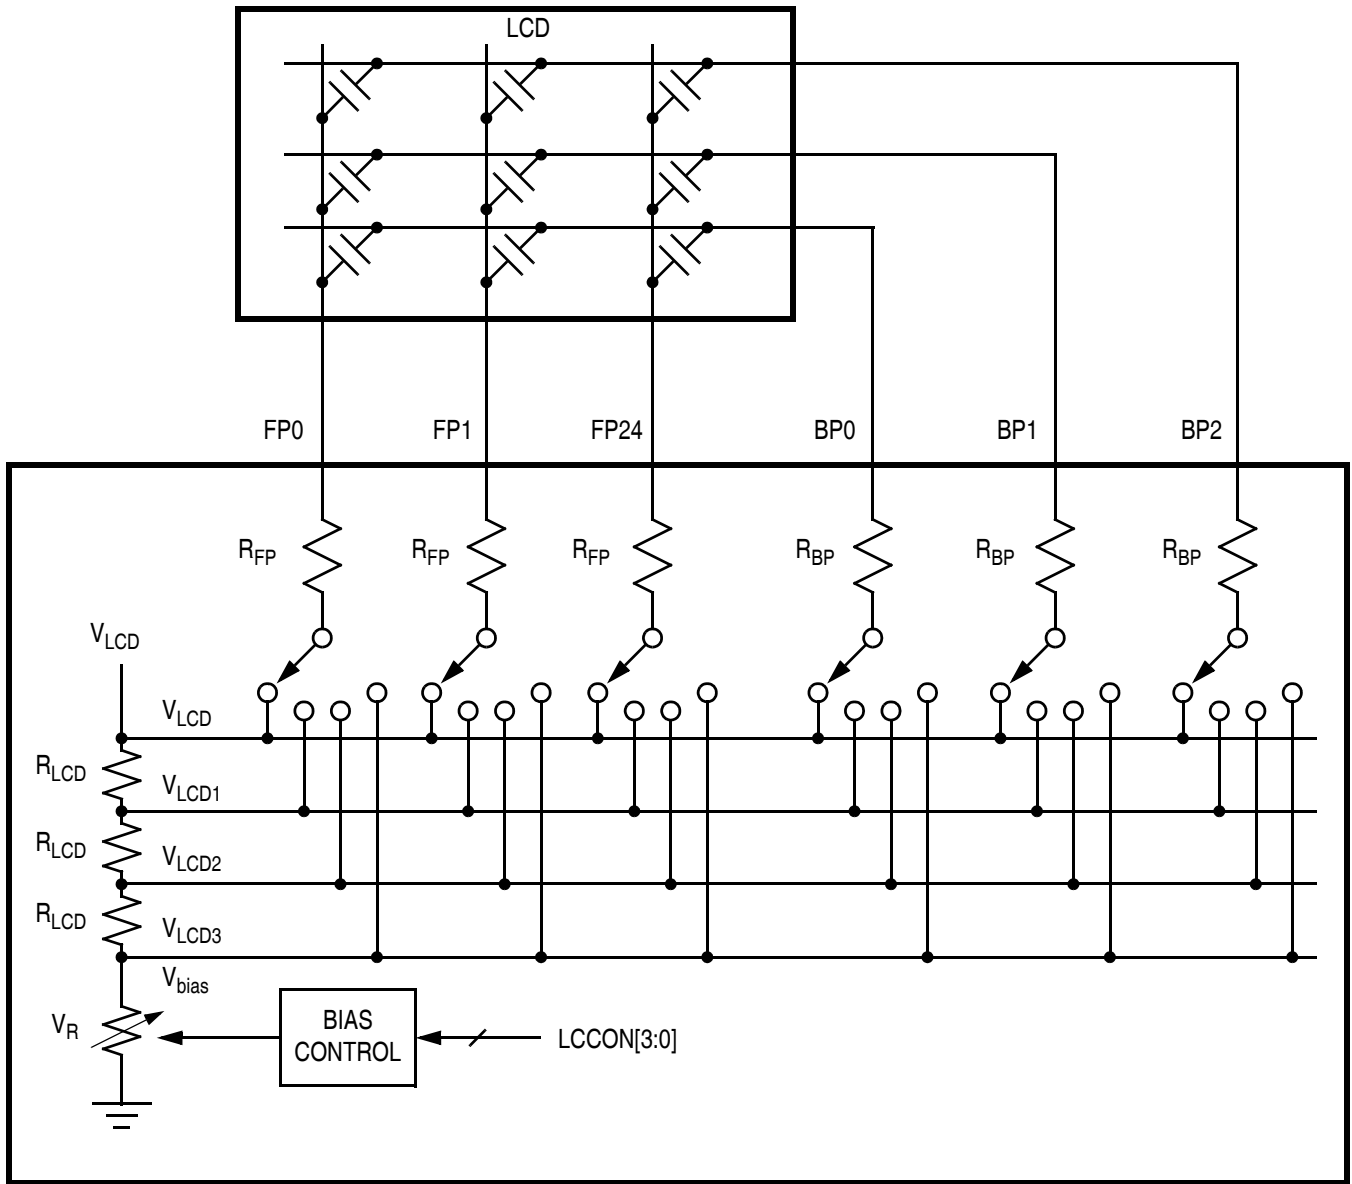 LCD
FP0 FP1 FP24 BP0 BP1 BP2
RFP RFP RFP RBP RBP RBP
VLCD
VLCD
RLCD
VLCD1
RLCD
VLCD2
RLCD
VLCD3
Vbias
VR
BIAS
CONTROL
LCCON[3:0]